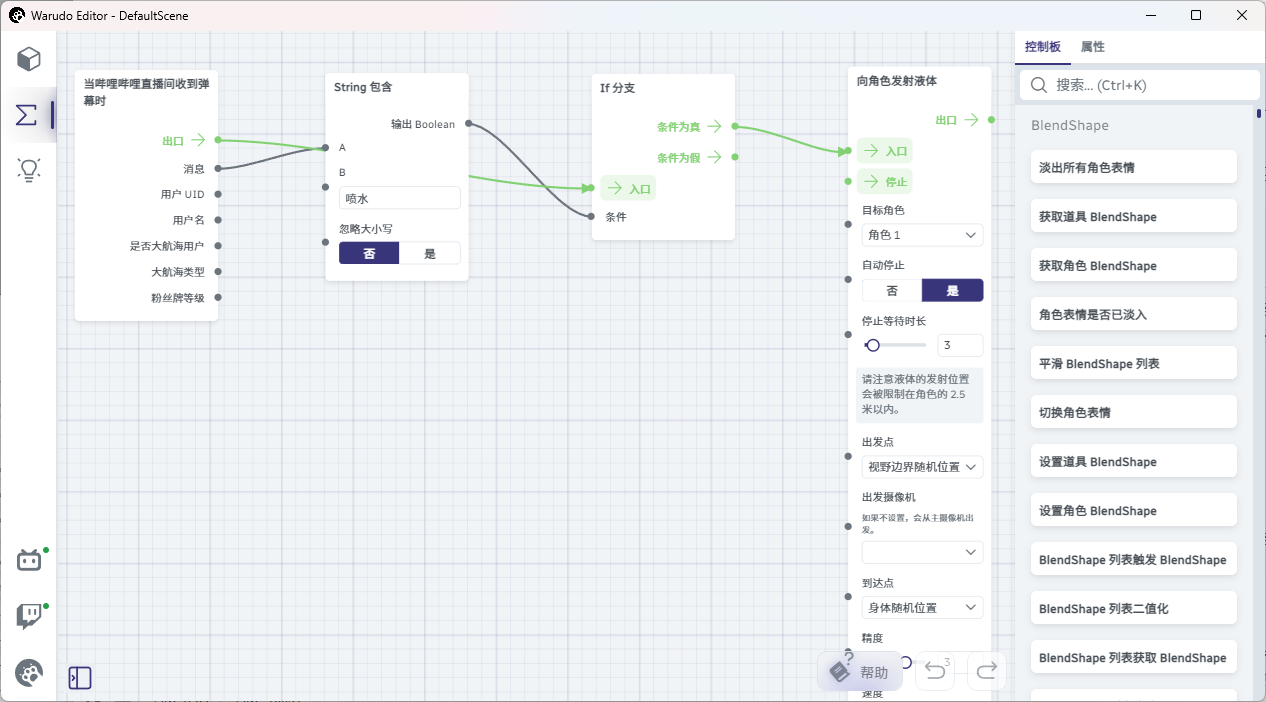 Warudo Editor - DefaultScene
当哔哩哔哩直播间收到弹
幕时
出口
消息
用户 UID
用户名
是否大航海用户
大航海类型
粉丝牌等级
String 包含
输出 Boolean
A
B
喷水
忽略大小写
否
是
If 分支
条件为真
条件为假
入口
条件
向角色发射液体
出口
入口
停止
目标角色
角色 1
自动停止
否
是
停止等待时长
3
请注意液体的发射位置
会被限制在角色的 2.5
米以内。
出发点
视野边界随机位置
出发摄像机
如果不设置，会从主摄像机出
发。
到达点
身体随机位置
精度
3
速度
帮助
控制板
属性
搜索... (Ctrl+K)
BlendShape
淡出所有角色表情
获取道具 BlendShape
获取角色 BlendShape
角色表情是否已淡入
平滑 BlendShape 列表
切换角色表情
设置道具 BlendShape
设置角色 BlendShape
BlendShape 列表触发 BlendShape
BlendShape 列表二值化
BlendShape 列表获取 BlendShape